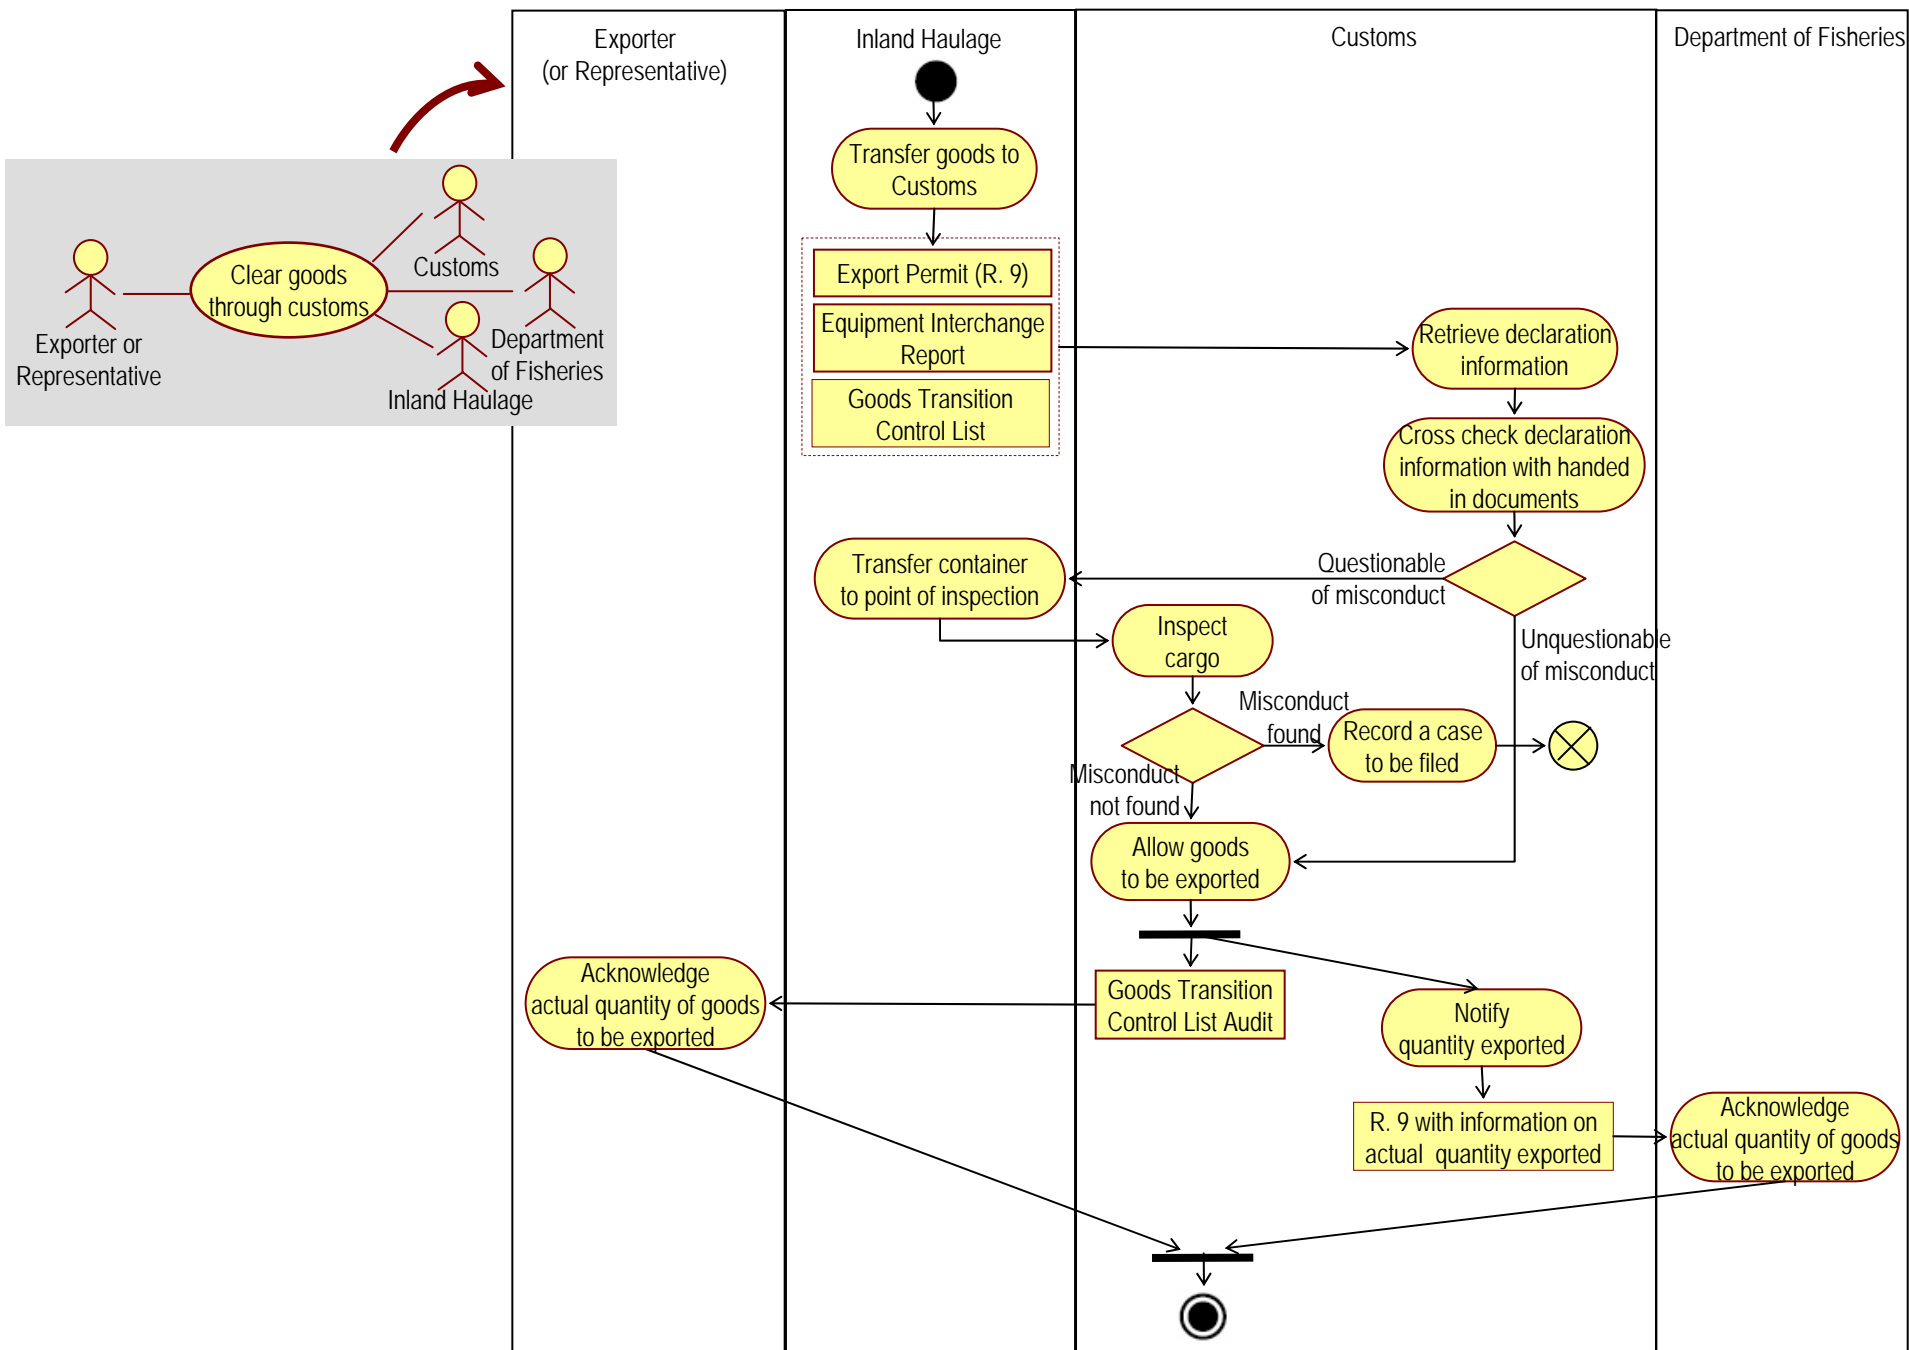 Exporter
(or Representative)
Inland Haulage
Customs
Department of Fisheries
Transfer goods to
Customs
Customs
Clear goods
through customs
Exporter or
Representative
Department
of Fisheries
Inland Haulage
Export Permit (R. 9)
Equipment Interchange
Report
Goods Transition
Control List
Retrieve declaration
information
Cross check declaration
information with handed
in documents
Questionable
of misconduct
Transfer container
to point of inspection
Inspect
cargo
Unquestionable
of misconduct
Misconduct
found
Record a case
to be filed
Misconduct
not found
Allow goods
to be exported
Acknowledge
actual quantity of goods
to be exported
Goods Transition
Control List Audit
Notify
quantity exported
R. 9 with information on
actual quantity exported
Acknowledge
actual quantity of goods
to be exported